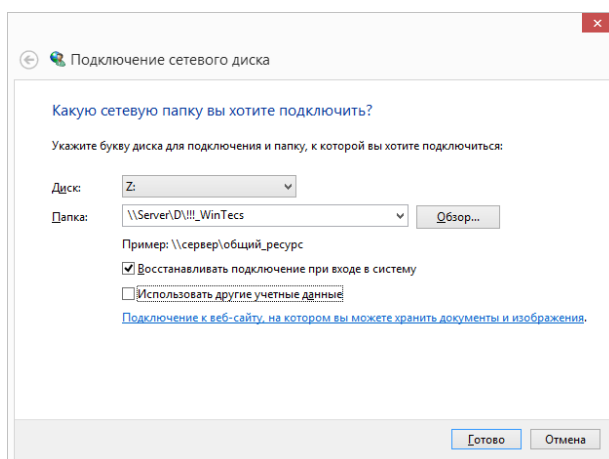 Подключение сетевого диска
Какую сетевую папку вы хотите подключить?
Укажите букву диска для подключения и папку, к которой вы хотите подключиться:
Диск: Z:
Папка: \\Server\D\!!!_WinTecs Обзор...
Пример: \\сервер\общий_ресурс
Восстанавливать подключение при входе в систему
Использовать другие учетные данные
Подключение к веб-сайту, на котором вы можете хранить документы и изображения.
Готово Отмена